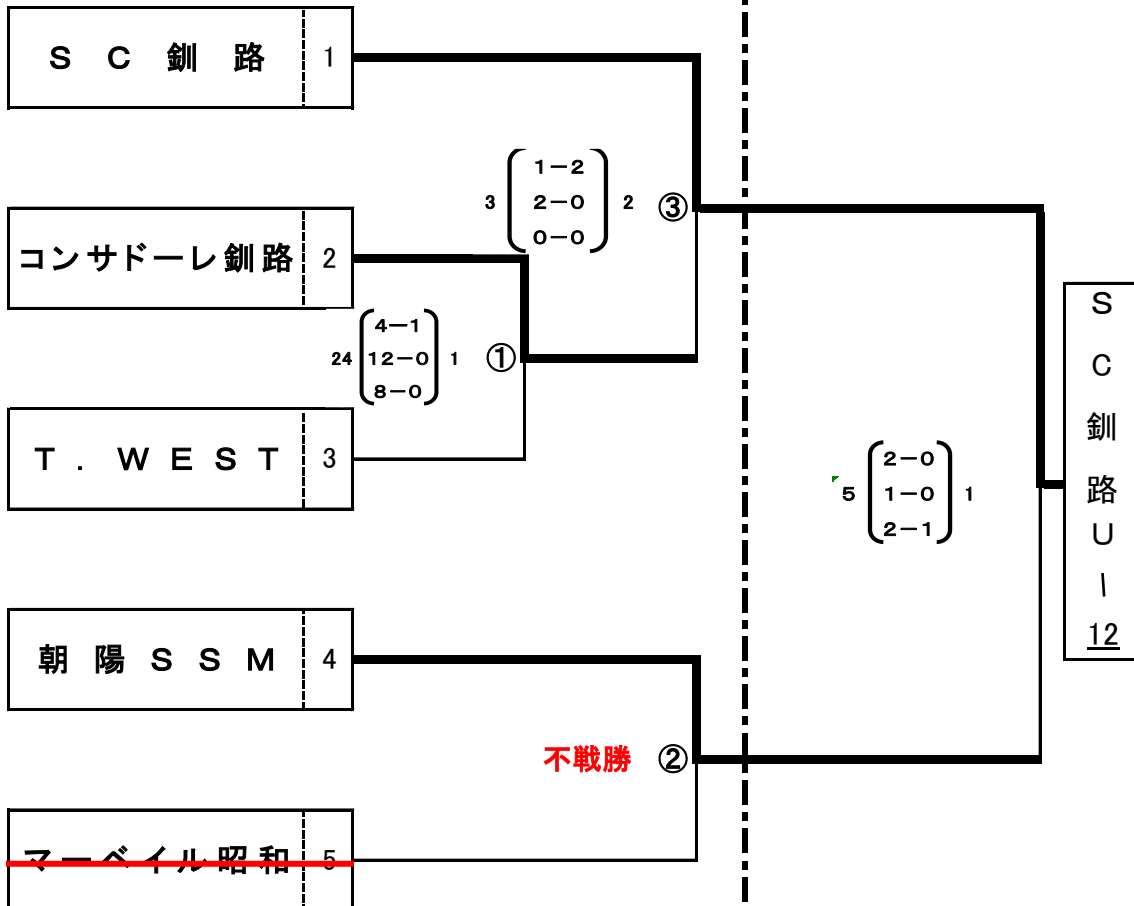 ＳＣ釧路 1
1－2
3 2－0 2 ③
0－0
コンサドーレ釧路 2
4－1
24 12－0 1 ①
8－0
Ｔ．ＷＥＳＴ 3
2－0
5 1－0 1
2－1
ＳＣ釧路Ｕ－12
朝陽ＳＳＭ 4
不戦勝 ②
マーベイル昭和 5